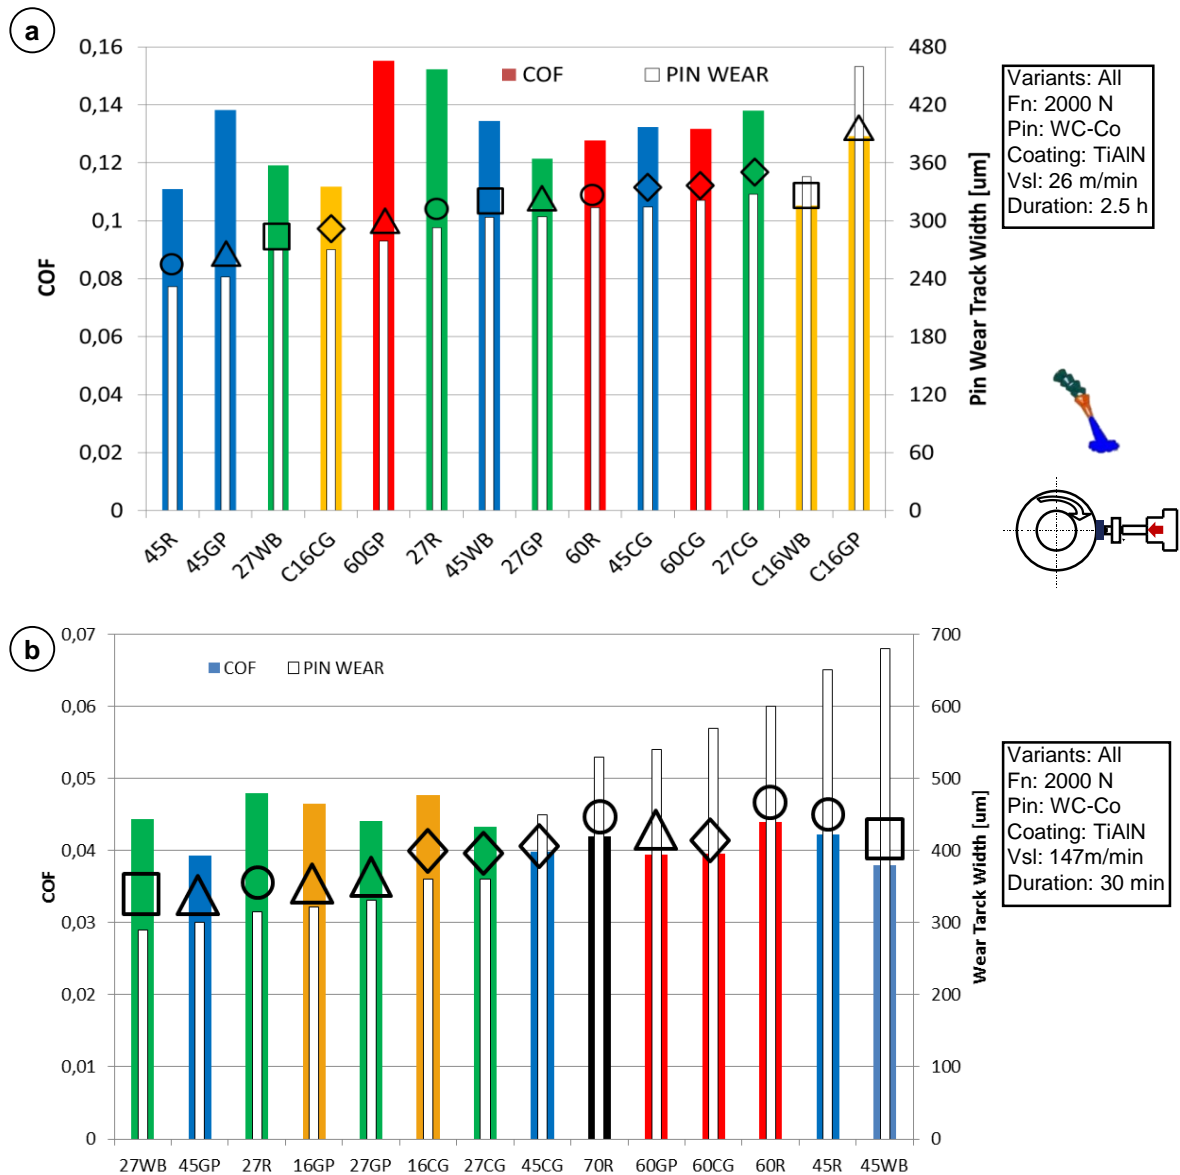 a
0,16
0,14
0,12
0,1
0,08
0,06
0,04
0,02
0
COF
COF
PIN WEAR
480
420
360
300
240
180
120
60
0
Pin Wear Track Width [um]
45R
45GP
27WB
C16CG
60GP
27R
45WB
27GP
60R
45CG
60CG
27CG
C16WB
C16GP
Variants: All
Fn: 2000 N
Pin: WC-Co
Coating: TiAlN
Vsl: 26 m/min
Duration: 2.5 h
b
0,07
0,06
0,05
0,04
0,03
0,02
0,01
0
COF
COF
PIN WEAR
700
600
500
400
300
200
100
0
Wear Tarck Width [um]
27WB
45GP
27R
16GP
27GP
16CG
27CG
45CG
70R
60GP
60CG
60R
45R
45WB
Variants: All
Fn: 2000 N
Pin: WC-Co
Coating: TiAlN
Vsl: 147m/min
Duration: 30 min